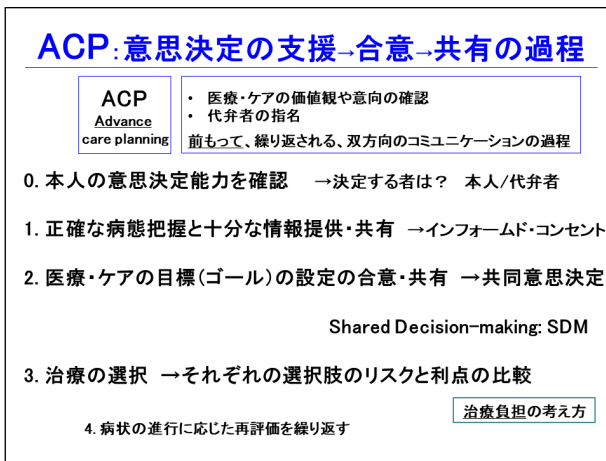 ACP:意思決定の支援→合意→共有の過程
ACP
Advance
care planning
・ 医療・ケアの価値観や意向の確認
・ 代弁者の指名
前もって、繰り返される、双方向のコミュニケーションの過程
0. 本人の意思決定能力を確認 →決定する者は? 本人/代弁者
1. 正確な病態把握と十分な情報提供・共有 →インフォームド・コンセント
2. 医療・ケアの目標(ゴール)の設定の合意・共有 →共同意思決定
Shared Decision-making: SDM
3. 治療の選択 →それぞれの選択肢のリスクと利点の比較
治療負担の考え方
4. 病状の進行に応じた再評価を繰り返す